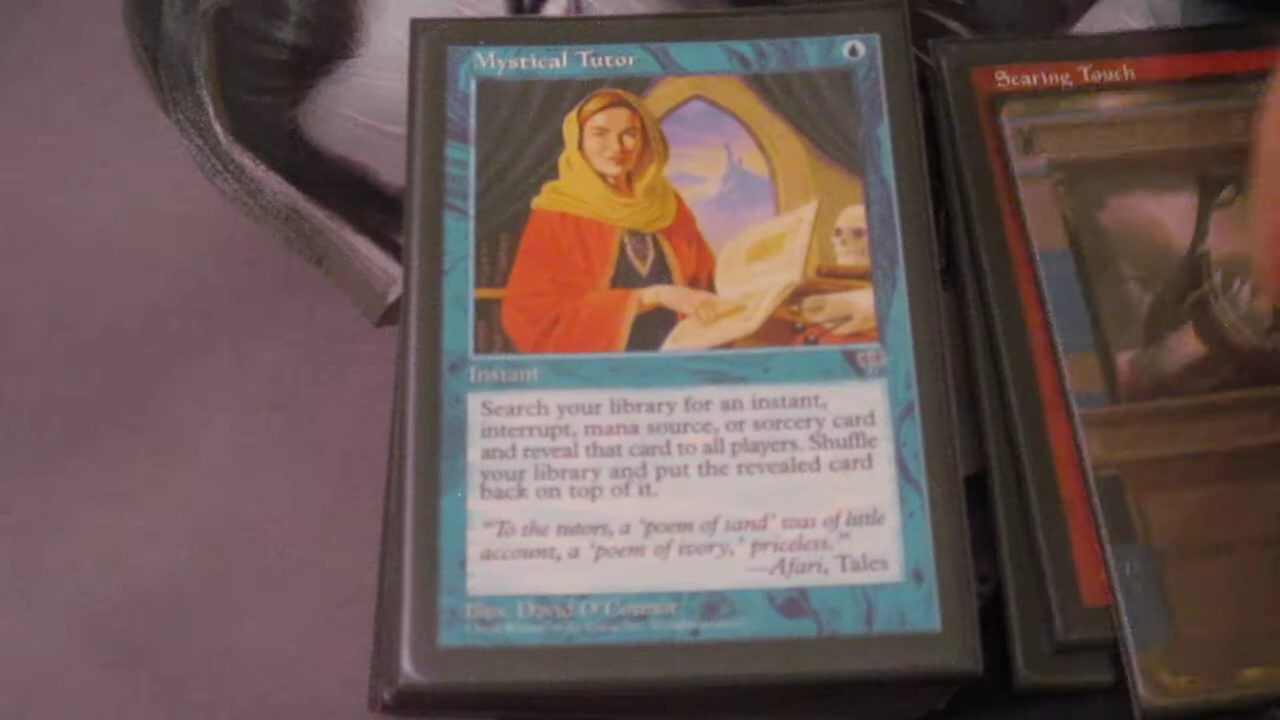 Mystical Tutor
Instant
Search your library for an instant,
interrupt, mana source, or sorcery card
and reveal that card to all players. Shuffle
your library and put the revealed card
back on top of it.
"To the tutors, a 'poem of sand' was of little
account, a 'poem of ivory,' priceless."
—Afari, Tales
Illus. David O'Connor
Searing Touch